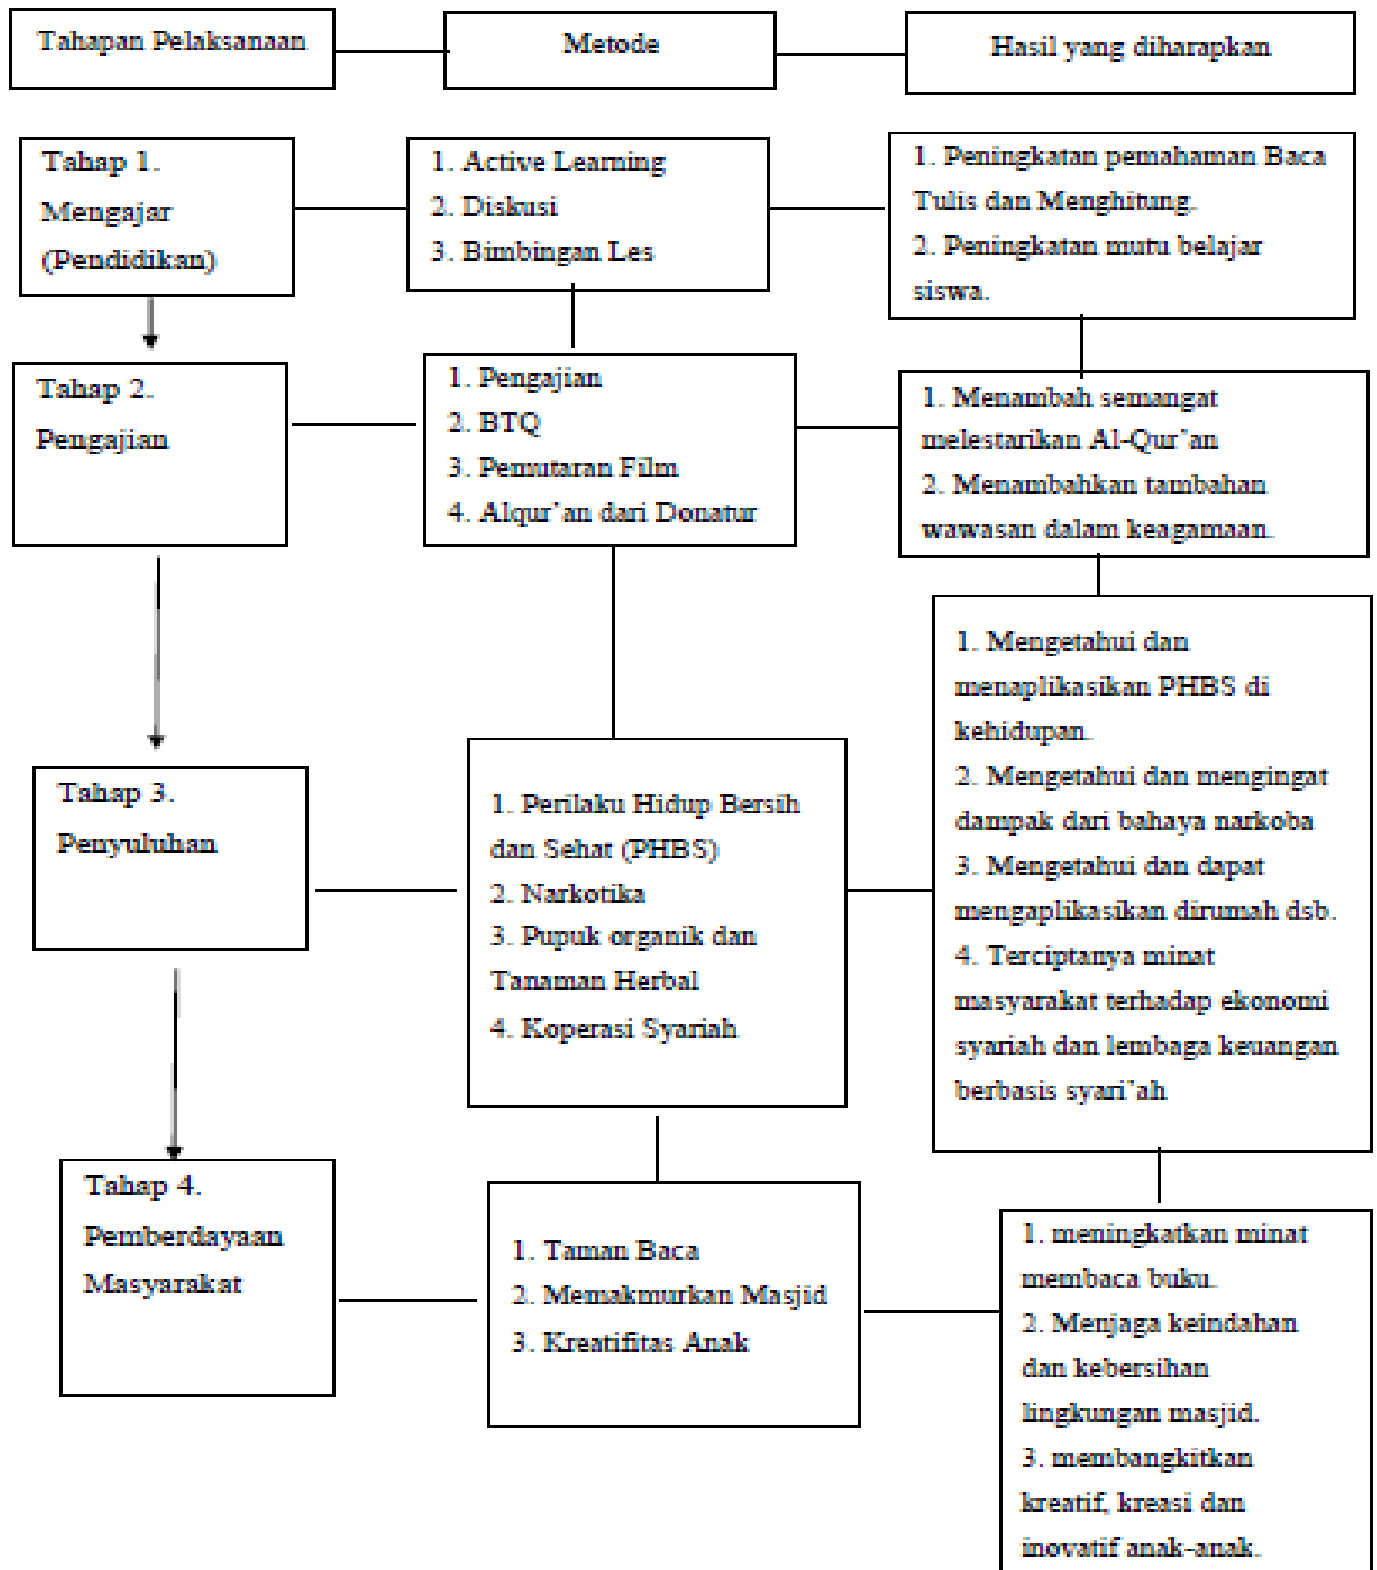 Tahapan Pelaksanaan
Metode
Hasil yang diharapkan
Tahap 1.
Mengajar
(Pendidikan)
1. Active Learning
2. Diskusi
3. Bimbingan Les
1. Peningkatan pemahaman Baca
Tulis dan Menghitung.
2. Peningkatan mutu belajar
siswa.
Tahap 2.
Pengajian
1. Pengajian
2. BTQ
3. Pemutaran Film
4. Alqur'an dari Donatur
1. Menambah semangat
melestarikan Al-Qur'an
2. Menambahkan tambahan
wawasan dalam keagamaan.
Tahap 3.
Penyuluhan
1. Perilaku Hidup Bersih
dan Sehat (PHBS)
2. Narkotika
3. Pupuk organik dan
Tanaman Herbal
4. Koperasi Syariah
1. Mengetahui dan
menaplikasikan PHBS di
kehidupan.
2. Mengetahui dan mengingat
dampak dari bahaya narkoba
3. Mengetahui dan dapat
mengaplikasikan dirumah dsb.
4. Terciptanya minat
masyarakat terhadap ekonomi
syariah dan lembaga keuangan
berbasis syari'ah
Tahap 4.
Pemberdayaan
Masyarakat
1. Taman Baca
2. Memakmurkan Masjid
3. Kreatifitas Anak
1. meningkatkan minat
membaca buku.
2. Menjaga keindahan
dan kebersihan
lingkungan masjid.
3. membangkitkan
kreatif, kreasi dan
inovatif anak-anak.